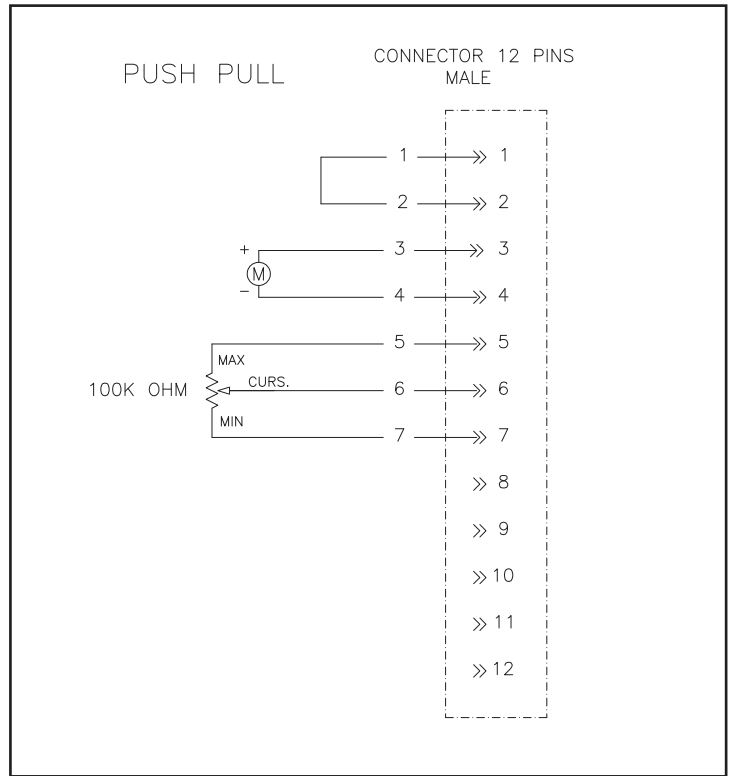 PUSH PULL
CONNECTOR 12 PINS
MALE
1 1
2 2
+ 3 3
M
− 4 4
5 5
MAX
100K OHM CURS. 6 6
MIN
7 7
8
9
10
11
12